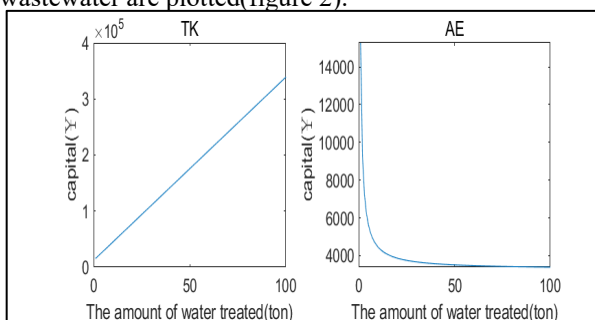 wastewater are plotted(figure 2).
×10⁵ TK
4
3
2
1
0
capital(Y)
0 50 100
The amount of water treated(ton)
AE
14000
12000
10000
8000
6000
4000
capital(Y)
0 50 100
The amount of water treated(ton)